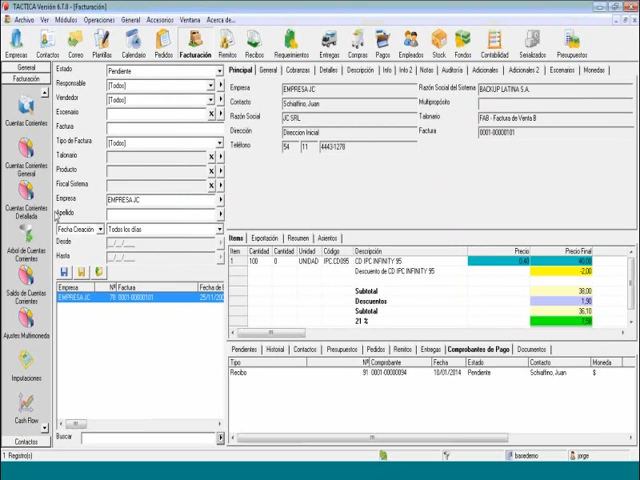 TACTICA Versión 6.7.0 - [Facturación]
Archivo Ver Módulos Operaciones General Accesorios Ventana Acerca de...
Empresas Contactos Correo Plantillas Calendario Pedidos Facturación Remitos Recibos Requerimientos Entregas Compras Pagos Empleados Stock Fondos Contabilidad Serializados Presupuestos
General
Facturación
Cuentas Corrientes
Cuentas Corrientes General
Cuentas Corrientes Detallada
Arbol de Cuentas Corrientes
Saldo de Cuentas Corrientes
Ajustes Multimoneda
Imputaciones
Cash Flow
Contactos
Estado Pendiente
Responsable [Todos]
Vendedor [Todos]
Escenario
Factura
Tipo de Factura [Todos]
Talonario
Producto
Fiscal Sistema
Empresa EMPRESA JC
Apellido
Fecha Creación Todos los días
Desde __/__/____
Hasta __/__/____
Empresa Nº Factura Fecha de
EMPRESA JC 78 0001-00000101 25/11/20
Buscar
Principal General Cobranzas Detalles Descripción Info Info 2 Notas Auditoría Adicionales Adicionales 2 Escenarios Monedas
Empresa EMPRESA JC Razón Social del Sistema BACKUP LATINA S.A.
Contacto Schiaffino, Juan Multipropósito
Razón Social JC SRL Talonario FAB - Factura de Venta B
Dirección Direccion Inicial Factura 0001-00000101
Teléfono 54 11 4443-1278
Items Exportación Resumen Asientos
Item Cantidad Cantidad Unidad Código Descripción Precio Precio Final
1 100 0 UNIDAD IPC.CD095 CD IPC INFINITY 95 0,40 40,00
Descuento de CD IPC INFINITY 95 -2,00
Subtotal 38,00
Descuentos 1,90
Subtotal 36,10
21 % 7,58
Pendientes Historial Contactos Presupuestos Pedidos Remitos Entregas Comprobantes de Pago Documentos
Tipo Nº Comprobante Fecha Estado Contacto Moneda
Recibo 91 0001-00000094 10/01/2014 Pendiente Schiaffino, Juan $
1 Registro(s) basedemo jorge